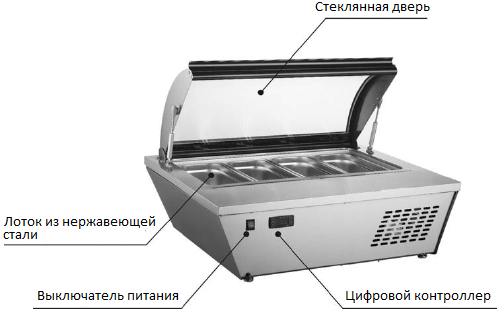 Стеклянная дверь
Лоток из нержавеющей
стали
Выключатель питания
Цифровой контроллер